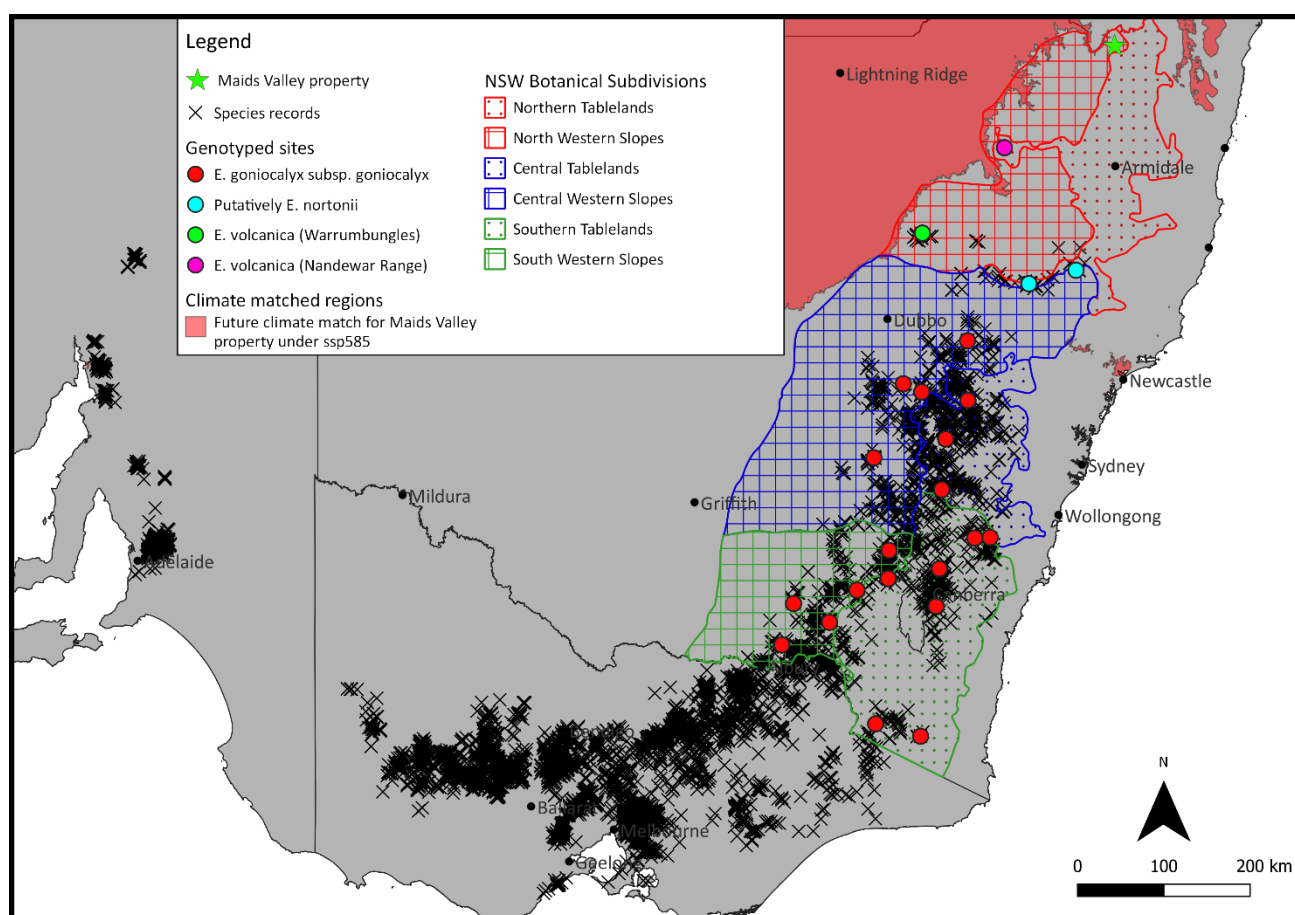 Legend
Maids Valley property
Species records
Genotyped sites
E. goniocalyx subsp. goniocalyx
Putatively E. nortonii
E. volcanica (Warrumbungles)
E. volcanica (Nandewar Range)
Climate matched regions
Future climate match for Maids Valley
property under ssp585
NSW Botanical Subdivisions
Northern Tablelands
North Western Slopes
Central Tablelands
Central Western Slopes
Southern Tablelands
South Western Slopes
Lightning Ridge
Armidale
Dubbo
Newcastle
Sydney
Mildura
Griffith
Wollongong
Adelaide
Canberra
Ballarat
Melbourne
Geelong
N
0 100 200 km